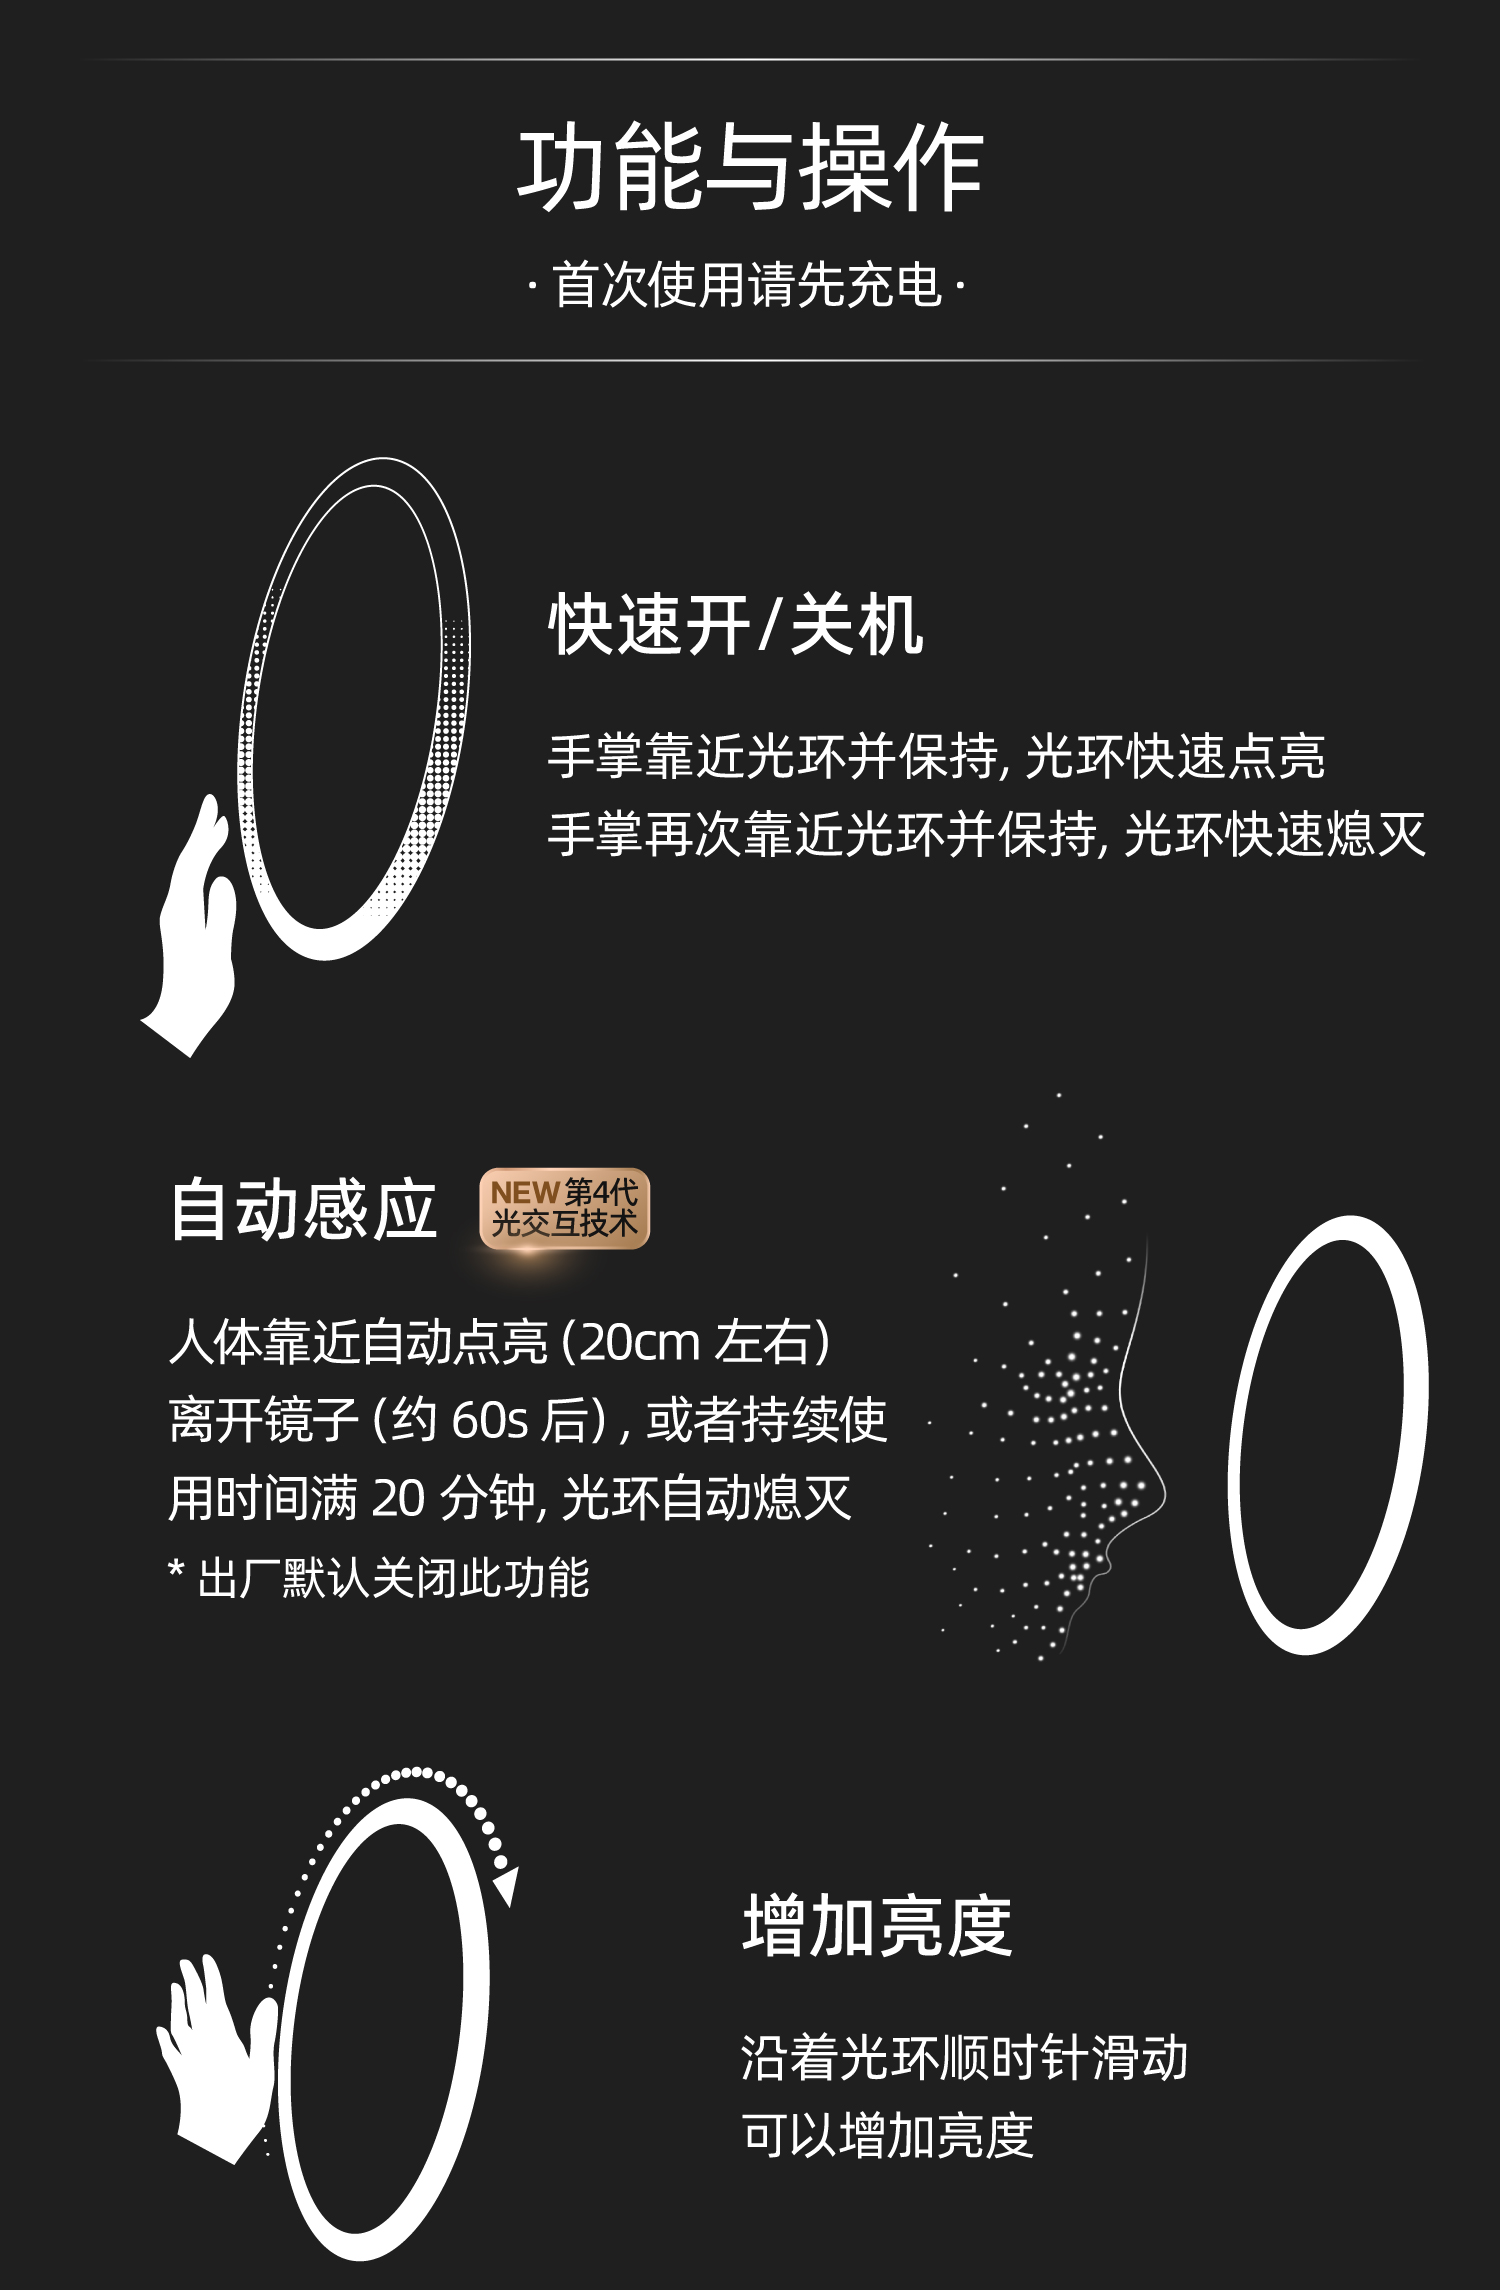 功能与操作
· 首次使用请先充电 ·
快速开/关机
手掌靠近光环并保持, 光环快速点亮
手掌再次靠近光环并保持, 光环快速熄灭
自动感应
NEW 第4代
光交互技术
人体靠近自动点亮 (20cm 左右)
离开镜子 (约 60s 后) , 或者持续使
用时间满 20 分钟, 光环自动熄灭
* 出厂默认关闭此功能
增加亮度
沿着光环顺时针滑动
可以增加亮度